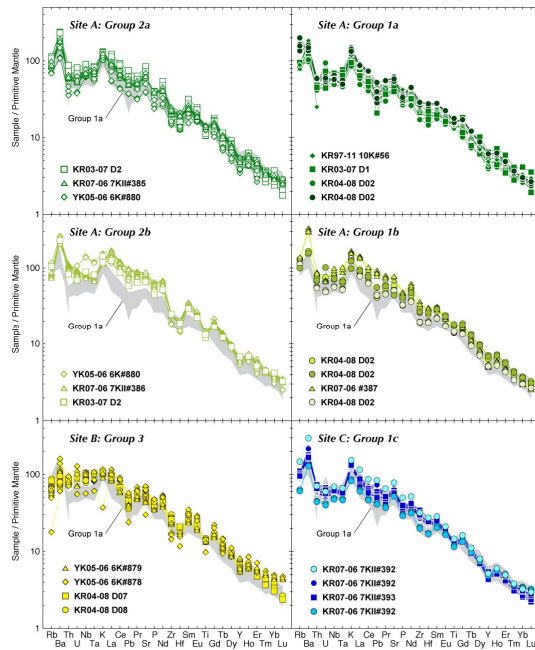 Site A: Group 2a
Site A: Group 1a
Sample / Primitive Mantle
100
10
1
Group 1a
KR03-07 D2
KR07-06 7KII#385
YK05-06 6K#880
KR97-11 10K#56
KR03-07 D1
KR04-08 D02
KR04-08 D02
Site A: Group 2b
Site A: Group 1b
Sample / Primitive Mantle
100
10
1
Group 1a
Group 1a
YK05-06 6K#880
KR07-06 7KII#386
KR03-07 D2
KR04-08 D02
KR04-08 D02
KR07-06 #387
KR04-08 D02
Site B: Group 3
Site C: Group 1c
Sample / Primitive Mantle
100
10
1
Group 1a
Group 1a
YK05-06 6K#879
YK05-06 6K#878
KR04-08 D07
KR04-08 D08
KR07-06 7KII#392
KR07-06 7KII#392
KR07-06 7KII#393
KR07-06 7KII#392
Rb Th Nb K Ce Pr P Zr Sm Ti Tb Y Er Yb
Ba U Ta La Pb Sr Nd Hf Eu Gd Dy Ho Tm Lu
Rb Th Nb K Ce Pr P Zr Sm Ti Tb Y Er Yb
Ba U Ta La Pb Sr Nd Hf Eu Gd Dy Ho Tm Lu